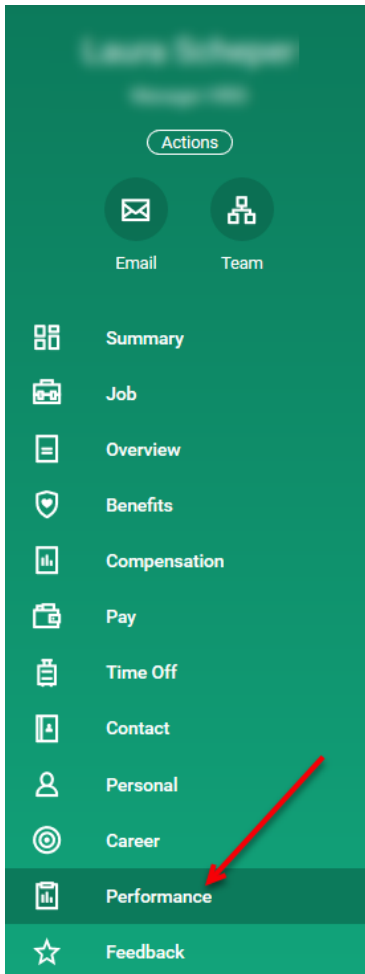 Actions
Email Team
Summary
Job
Overview
Benefits
Compensation
Pay
Time Off
Contact
Personal
Career
Performance
Feedback